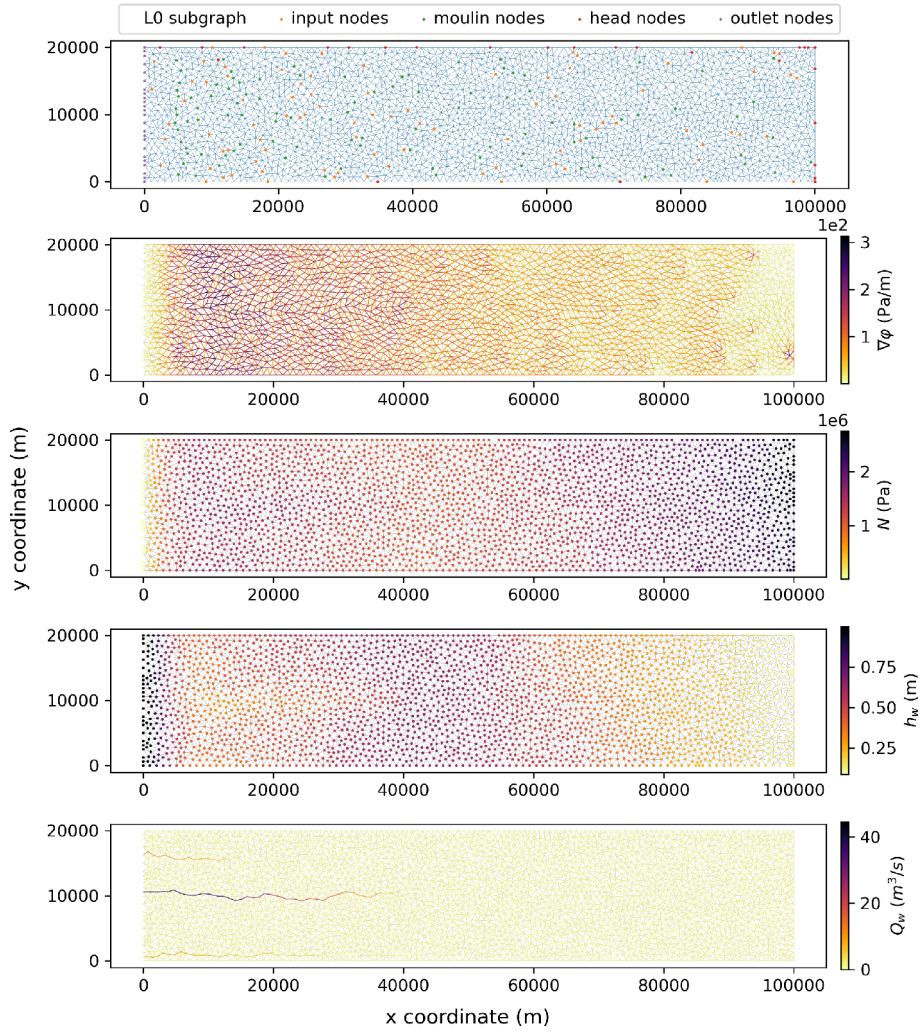 L0 subgraph input nodes moulin nodes head nodes outlet nodes
20000
10000
0
0 20000 40000 60000 80000 100000
1e2
20000
10000
0
3
2
1
∇φ (Pa/m)
0 20000 40000 60000 80000 100000
1e6
20000
10000
0
2
1
N (Pa)
0 20000 40000 60000 80000 100000
20000
10000
0
0.75
0.50
0.25
h_w (m)
0 20000 40000 60000 80000 100000
20000
10000
0
40
20
0
Q_w (m^3/s)
0 20000 40000 60000 80000 100000
y coordinate (m)
x coordinate (m)